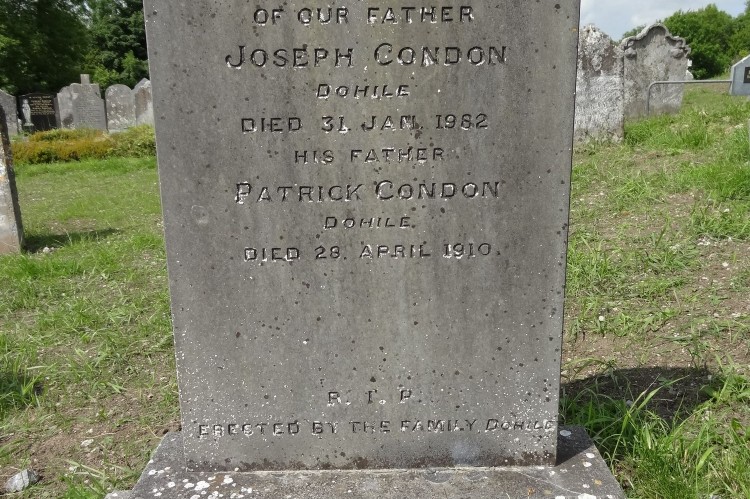 OF OUR FATHER
JOSEPH CONDON
DOHILE
DIED 31 JAN. 1982
HIS FATHER
PATRICK CONDON
DOHILE.
DIED 28. APRIL 1910.
R. I. P.
ERECTED BY THE FAMILY, DOHILE